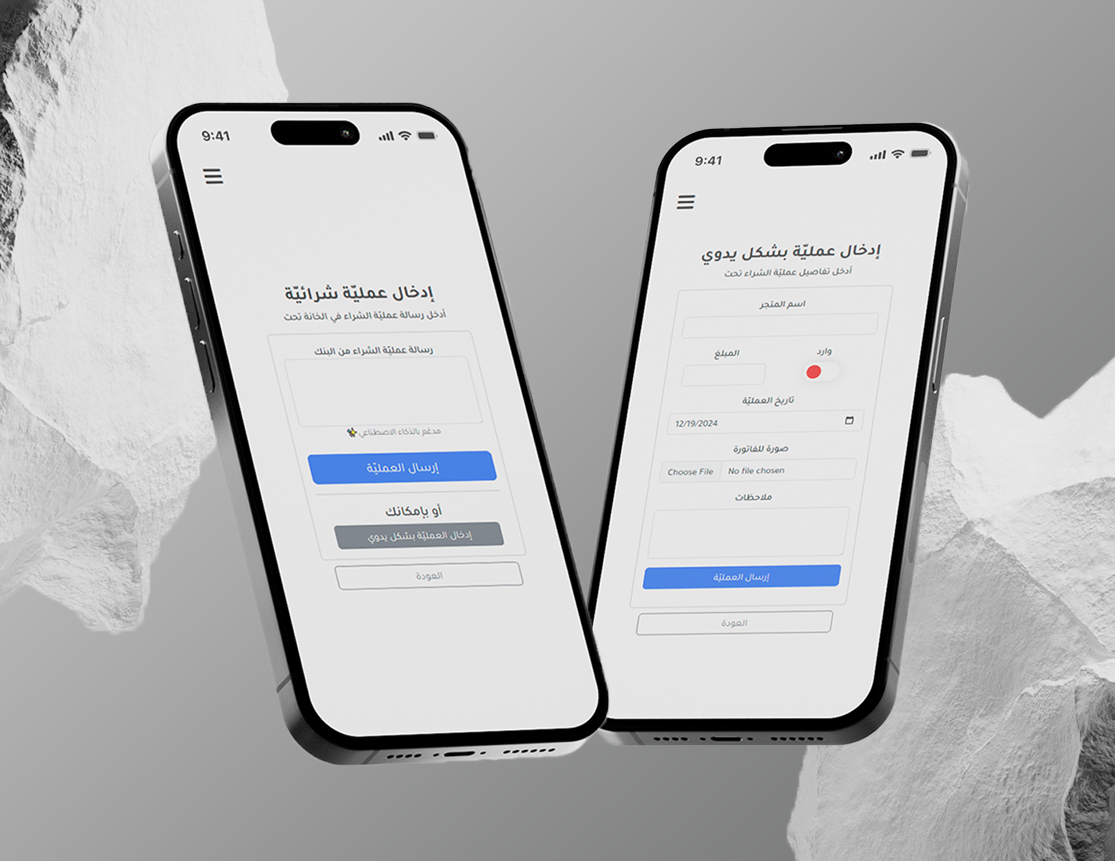 9:41
إدخال عمليّة شرائيّة
أدخل رسالة عمليّة الشراء في الخانة تحت
رسالة عمليّة الشراء من البنك
مدعّم بالذكاء الاصطناعي
إرسال العمليّة
أو بإمكانك
إدخال العمليّة بشكل يدوي
العودة
9:41
إدخال عمليّة بشكل يدوي
أدخل تفاصيل عمليّة الشراء تحت
اسم المتجر
وارد
المبلغ
تاريخ العمليّة
12/19/2024
صورة للفاتورة
Choose File No file chosen
ملاحظات
إرسال العمليّة
العودة